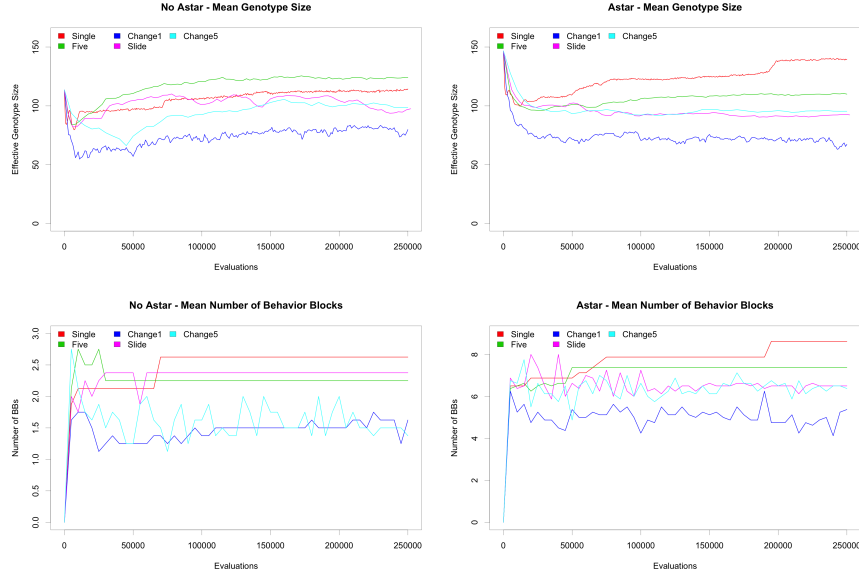 No Astar - Mean Genotype Size
Single Change1 Change5
Five Slide
150
100
50
0
Effective Genotype Size
0 50000 100000 150000 200000 250000
Evaluations
Astar - Mean Genotype Size
Single Change1 Change5
Five Slide
150
100
50
0
Effective Genotype Size
0 50000 100000 150000 200000 250000
Evaluations
No Astar - Mean Number of Behavior Blocks
Single Change1 Change5
Five Slide
3.0
2.5
2.0
1.5
1.0
0.5
0.0
Number of BBs
0 50000 100000 150000 200000 250000
Evaluations
Astar - Mean Number of Behavior Blocks
Single Change1 Change5
Five Slide
8
6
4
2
0
Number of BBs
0 50000 100000 150000 200000 250000
Evaluations